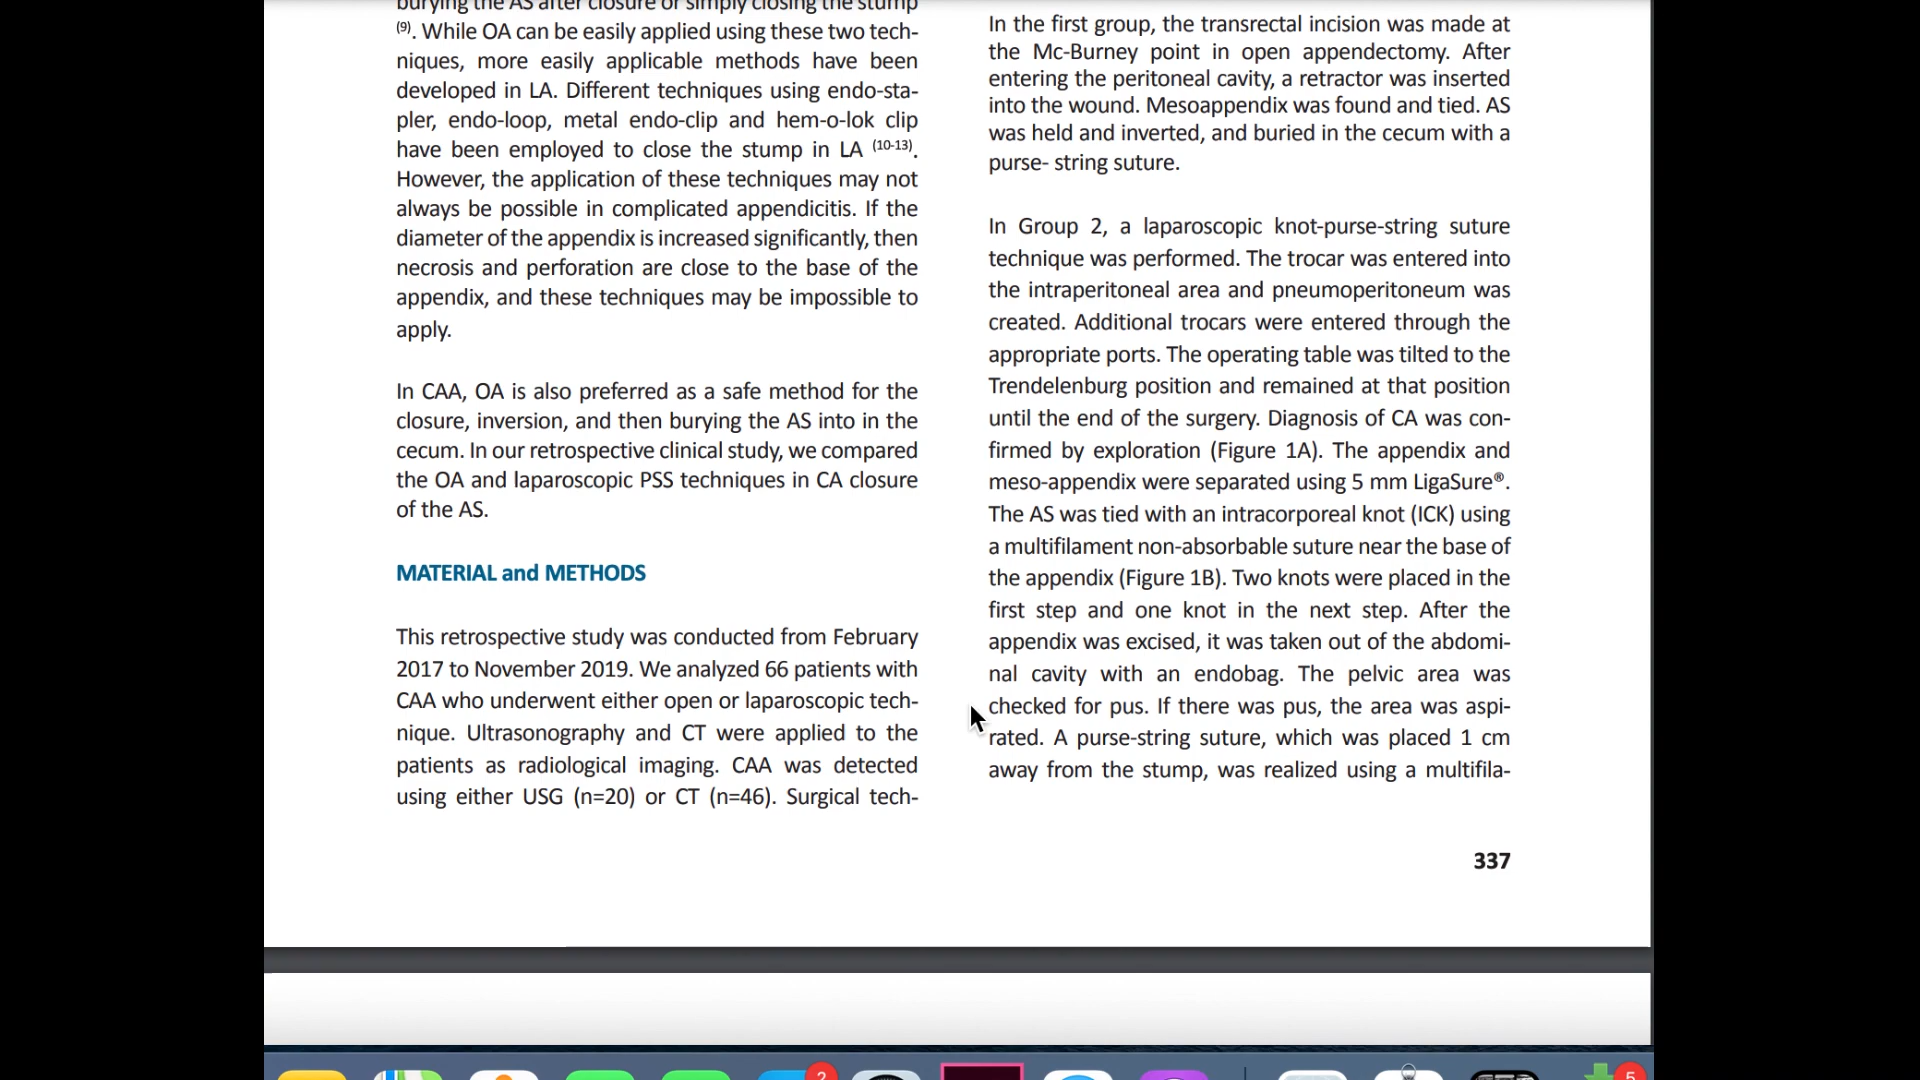 burying the AS after closure or simply closing the stump
(9). While OA can be easily applied using these two tech-
niques, more easily applicable methods have been
developed in LA. Different techniques using endo-sta-
pler, endo-loop, metal endo-clip and hem-o-lok clip
have been employed to close the stump in LA (10-13).
However, the application of these techniques may not
always be possible in complicated appendicitis. If the
diameter of the appendix is increased significantly, then
necrosis and perforation are close to the base of the
appendix, and these techniques may be impossible to
apply.
In CAA, OA is also preferred as a safe method for the
closure, inversion, and then burying the AS into in the
cecum. In our retrospective clinical study, we compared
the OA and laparoscopic PSS techniques in CA closure
of the AS.
MATERIAL and METHODS
This retrospective study was conducted from February
2017 to November 2019. We analyzed 66 patients with
CAA who underwent either open or laparoscopic tech-
nique. Ultrasonography and CT were applied to the
patients as radiological imaging. CAA was detected
using either USG (n=20) or CT (n=46). Surgical tech-
In the first group, the transrectal incision was made at
the Mc-Burney point in open appendectomy. After
entering the peritoneal cavity, a retractor was inserted
into the wound. Mesoappendix was found and tied. AS
was held and inverted, and buried in the cecum with a
purse- string suture.
In Group 2, a laparoscopic knot-purse-string suture
technique was performed. The trocar was entered into
the intraperitoneal area and pneumoperitoneum was
created. Additional trocars were entered through the
appropriate ports. The operating table was tilted to the
Trendelenburg position and remained at that position
until the end of the surgery. Diagnosis of CA was con-
firmed by exploration (Figure 1A). The appendix and
meso-appendix were separated using 5 mm LigaSure®.
The AS was tied with an intracorporeal knot (ICK) using
a multifilament non-absorbable suture near the base of
the appendix (Figure 1B). Two knots were placed in the
first step and one knot in the next step. After the
appendix was excised, it was taken out of the abdomi-
nal cavity with an endobag. The pelvic area was
checked for pus. If there was pus, the area was aspi-
rated. A purse-string suture, which was placed 1 cm
away from the stump, was realized using a multifila-
337
2
5